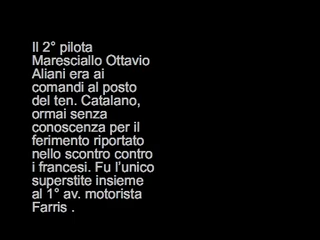 Il 2° pilota
Maresciallo Ottavio
Aliani era ai
comandi al posto
del ten. Catalano,
ormai senza
conoscenza per il
ferimento riportato
nello scontro contro
i francesi. Fu l'unico
superstite insieme
al 1° av. motorista
Farris .